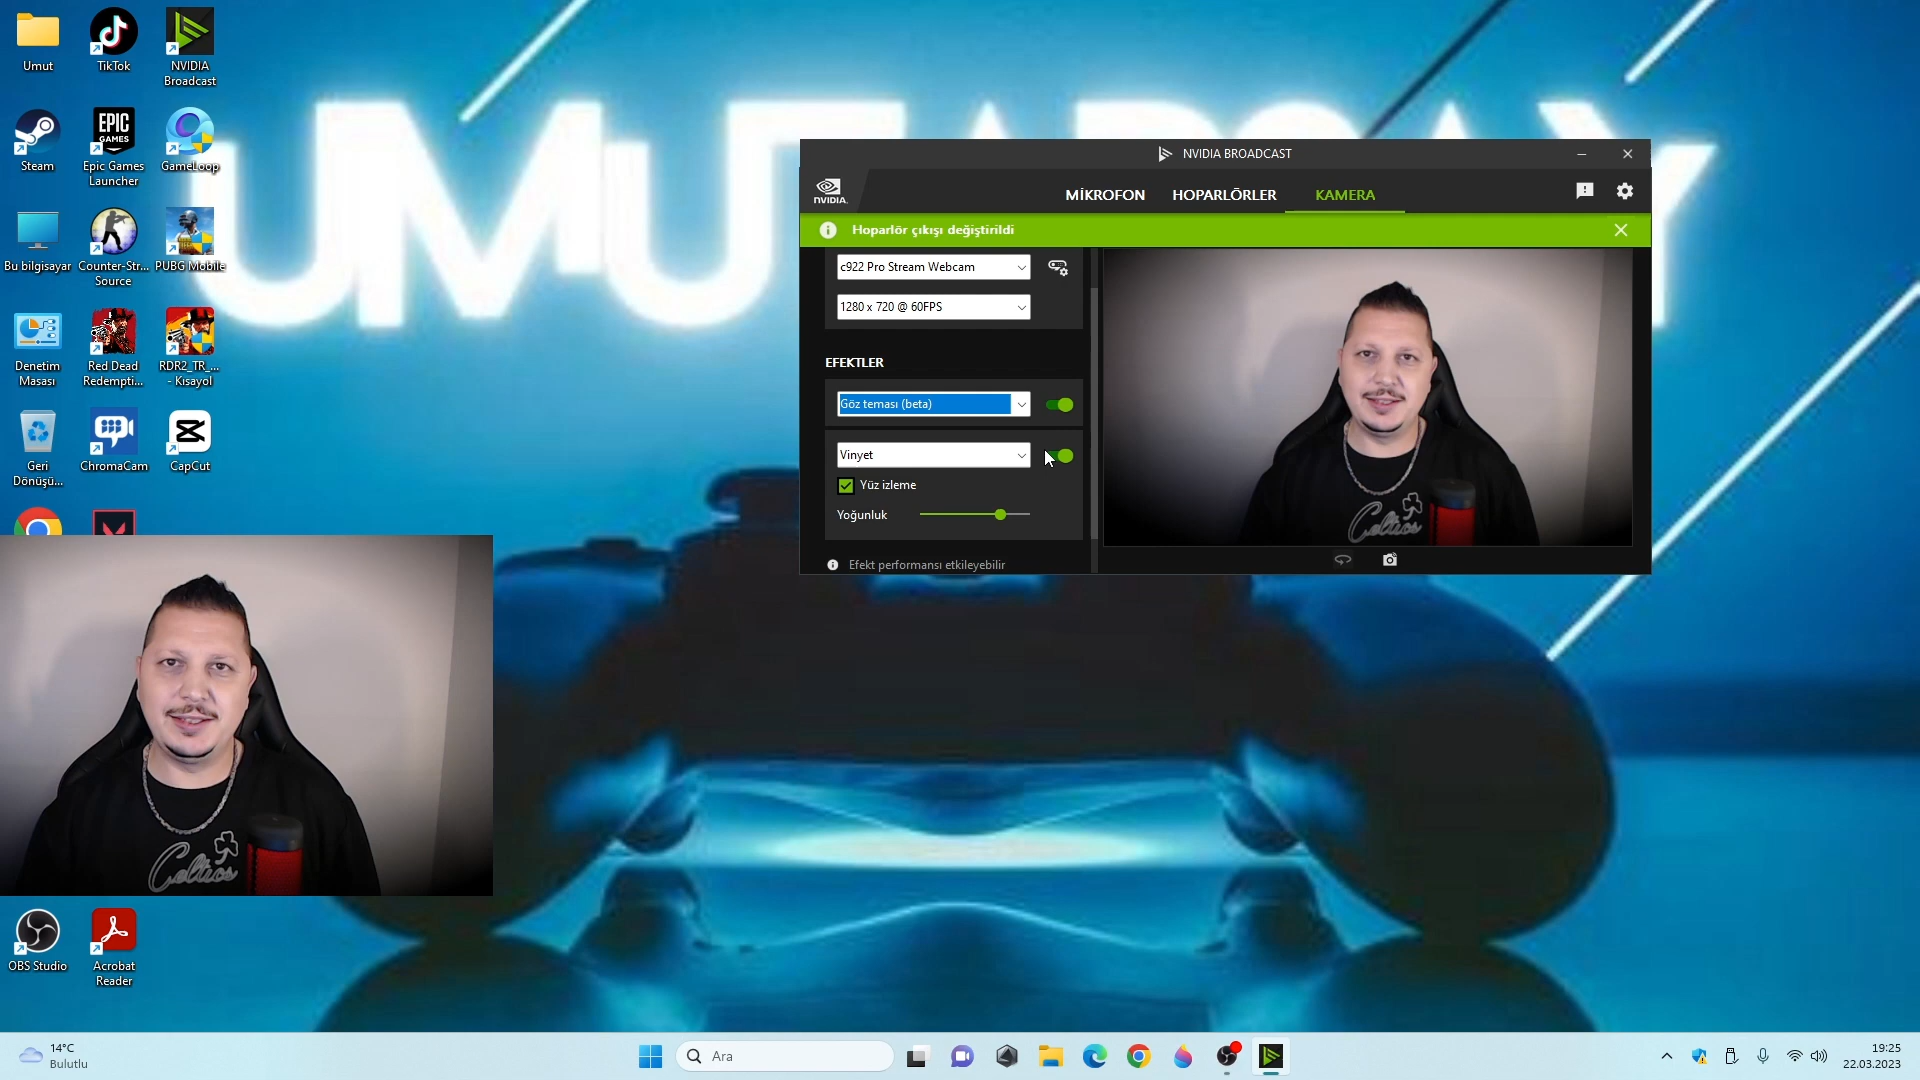 Umut
TikTok
NVIDIA
Broadcast
Steam
EPIC
GAMES
Epic Games
Launcher
GameLoop
Bu bilgisayar
Counter-Str...
Source
PUBG Mobile
Denetim
Masası
Red Dead
Redempti...
RDR2_TR_...
- Kısayol
Geri
Dönüşü...
ChromaCam
CapCut
OBS Studio
Acrobat
Reader
NVIDIA BROADCAST
NVIDIA.
MİKROFON
HOPARLÖRLER
KAMERA
Hoparlör çıkışı değiştirildi
c922 Pro Stream Webcam
1280 x 720 @ 60FPS
EFEKTLER
Göz teması (beta)
Vinyet
Yüz izleme
Yoğunluk
Efekt performansı etkileyebilir
Celtics
Celtics
14°C
Bulutlu
Ara
19:25
22.03.2023